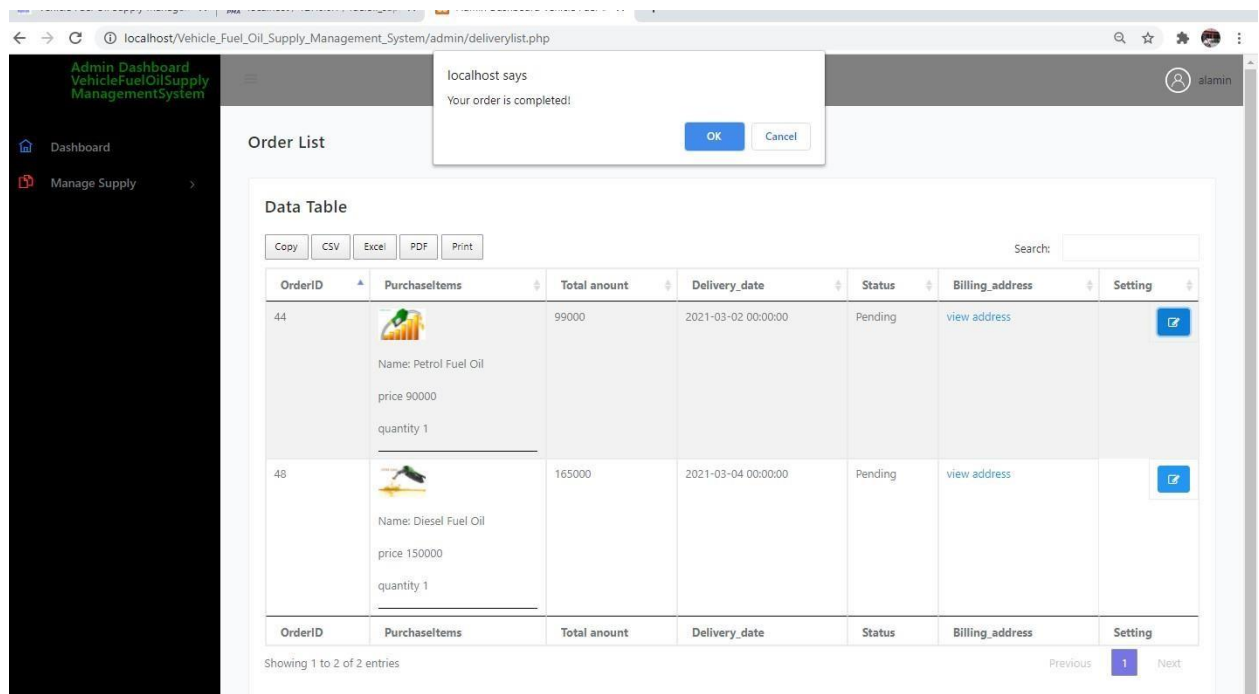 localhost/Vehicle_Fuel_Oil_Supply_Management_System/admin/deliverylist.php
Admin Dashboard
VehicleFuelOilSupply
ManagementSystem
localhost says
Your order is completed!
OK Cancel
alamin
Dashboard
Manage Supply
Order List
Data Table
Copy CSV Excel PDF Print
Search:
OrderID PurchaseItems Total anount Delivery_date Status Billing_address Setting
44 99000 2021-03-02 00:00:00 Pending view address
Name: Petrol Fuel Oil
price 90000
quantity 1
48 165000 2021-03-04 00:00:00 Pending view address
Name: Diesel Fuel Oil
price 150000
quantity 1
OrderID PurchaseItems Total anount Delivery_date Status Billing_address Setting
Showing 1 to 2 of 2 entries
Previous 1 Next